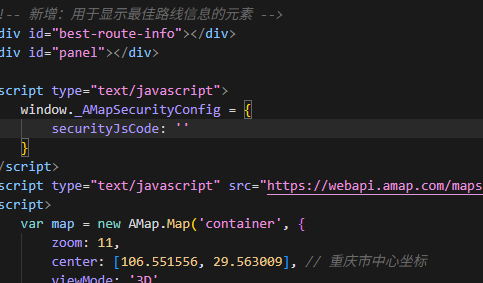 !-- 新增：用于显示最佳路线信息的元素 -->
div id="best-route-info"></div>
div id="panel"></div>
script type="text/javascript">
window._AMapSecurityConfig = {
securityJsCode: ''
}
/script>
script type="text/javascript" src="https://webapi.amap.com/maps
script>
var map = new AMap.Map('container', {
zoom: 11,
center: [106.551556, 29.563009], // 重庆市中心坐标
viewMode: '3D'